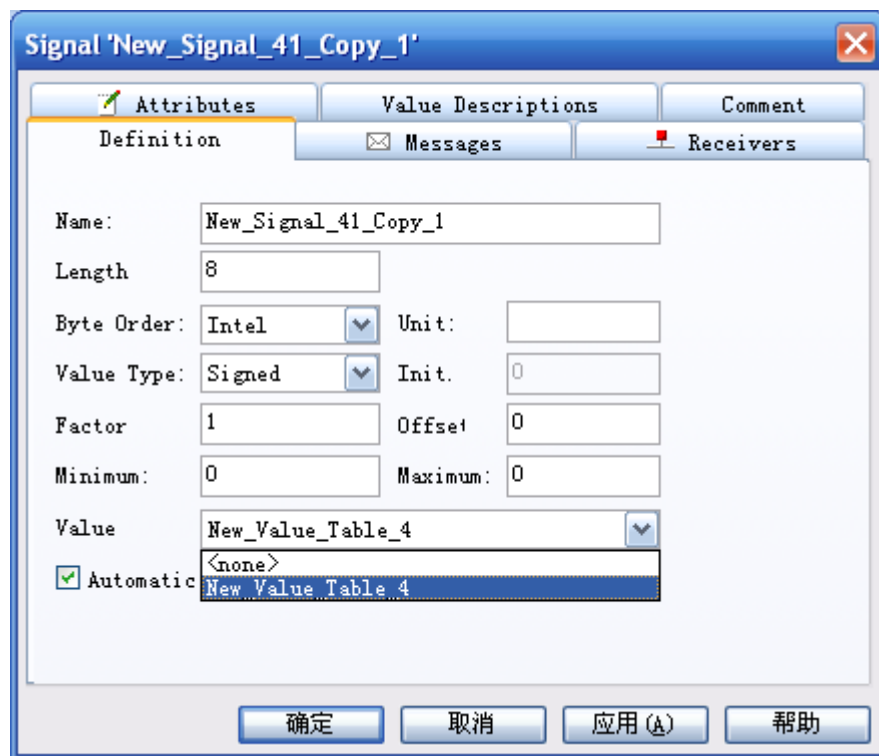 Signal 'New_Signal_41_Copy_1'
Attributes Value Descriptions Comment
Definition Messages Receivers
Name: New_Signal_41_Copy_1
Length 8
Byte Order: Intel Unit:
Value Type: Signed Init. 0
Factor 1 Offset 0
Minimum: 0 Maximum: 0
Value New_Value_Table_4
<none>
Automatic New_Value_Table_4
确定 取消 应用(A) 帮助